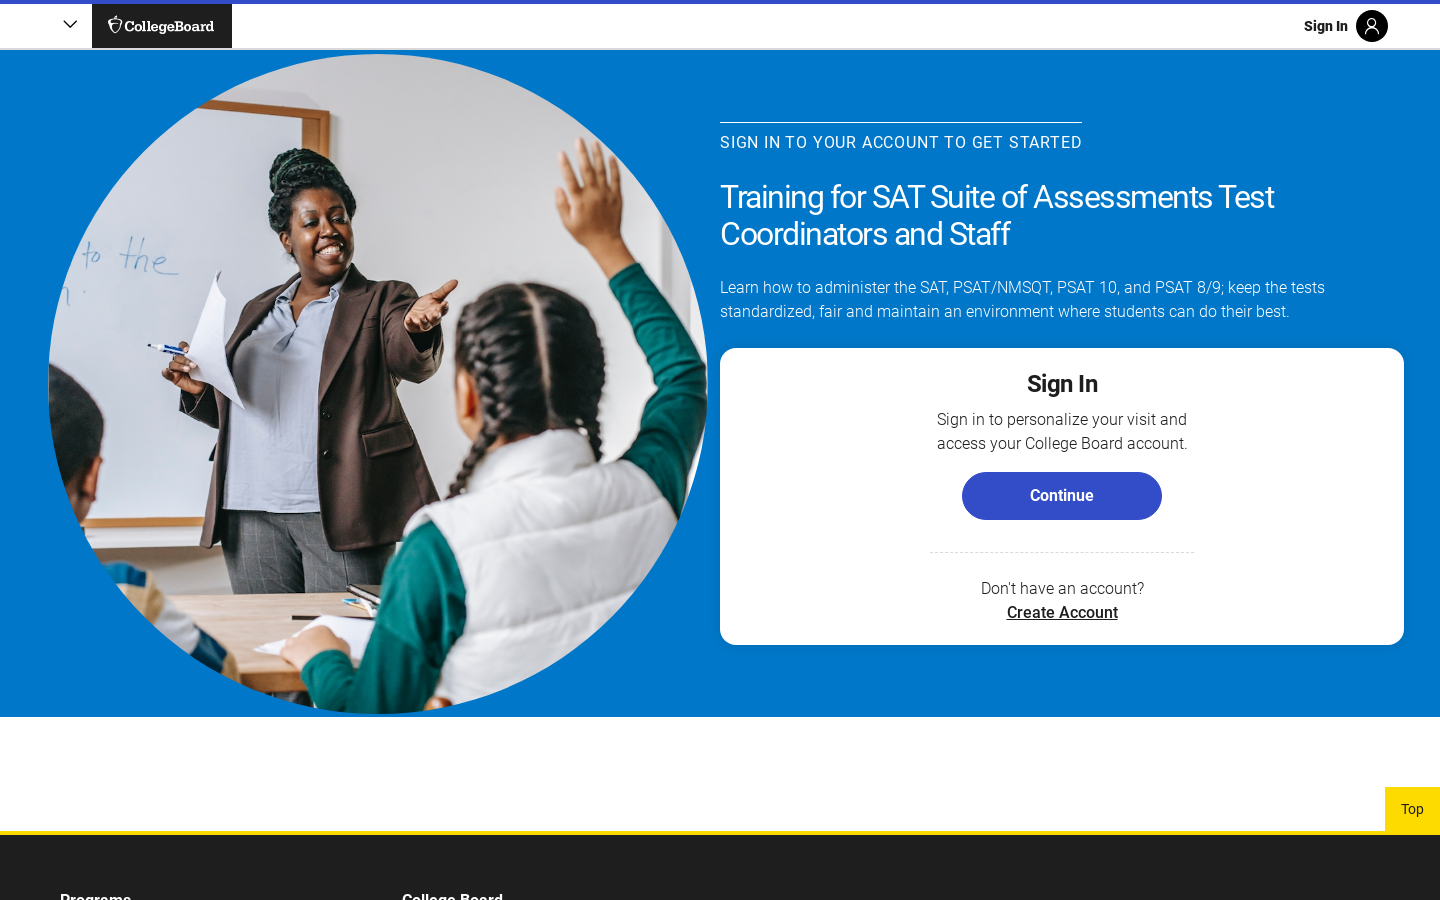 CollegeBoard
Sign In
to the
SIGN IN TO YOUR ACCOUNT TO GET STARTED
Training for SAT Suite of Assessments Test
Coordinators and Staff
Learn how to administer the SAT, PSAT/NMSQT, PSAT 10, and PSAT 8/9; keep the tests
standardized, fair and maintain an environment where students can do their best.
Sign In
Sign in to personalize your visit and
access your College Board account.
Continue
Don't have an account?
Create Account
Top
Programs
College Board